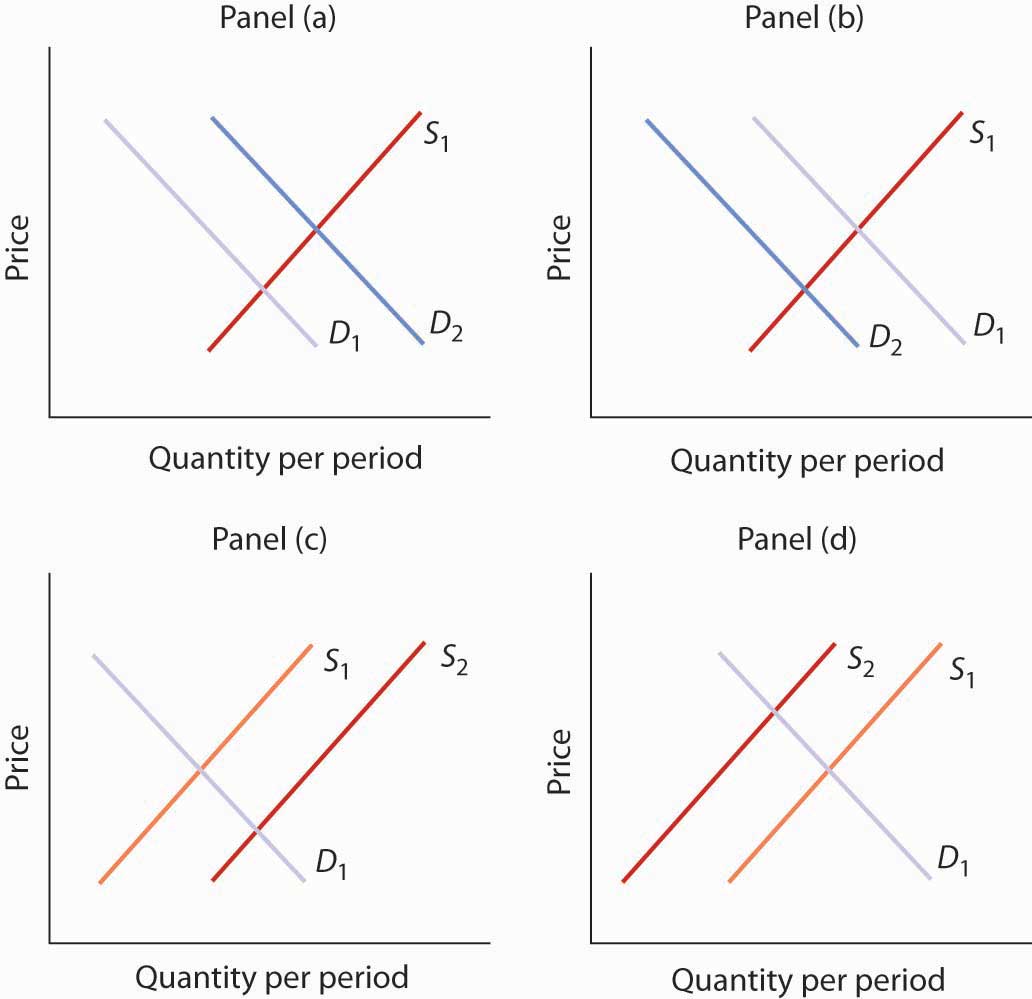 Panel (a)
Price
S1
D1
D2
Quantity per period
Panel (b)
Price
S1
D2
D1
Quantity per period
Panel (c)
Price
S1
S2
D1
Quantity per period
Panel (d)
Price
S2
S1
D1
Quantity per period